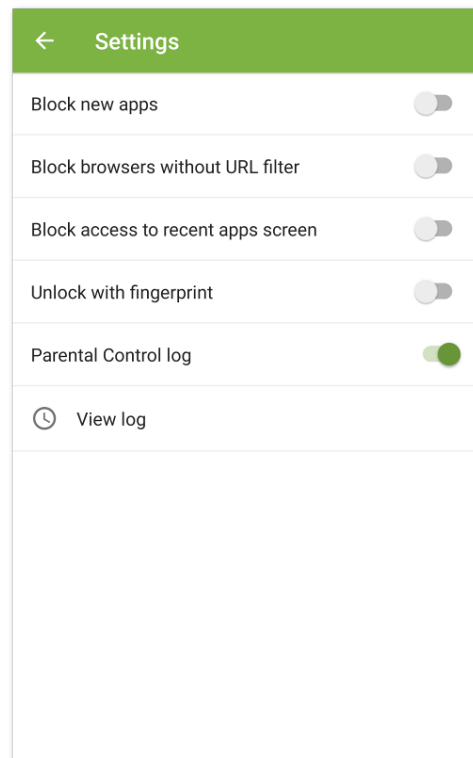 Settings
Block new apps
Block browsers without URL filter
Block access to recent apps screen
Unlock with fingerprint
Parental Control log
View log